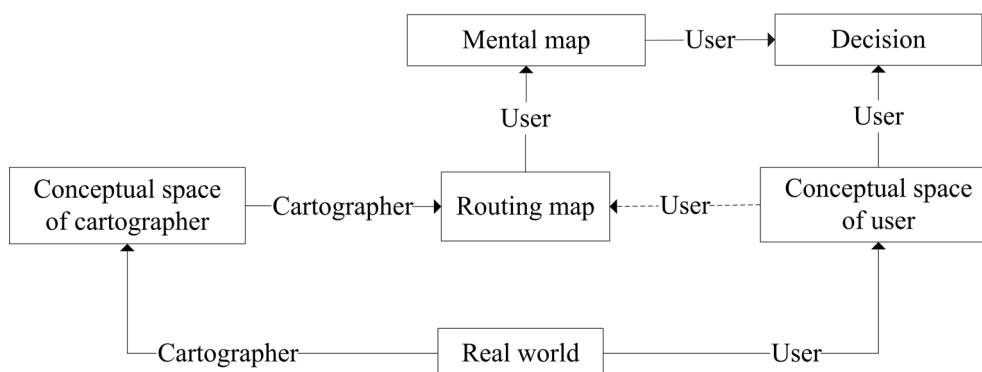 Mental map
User
Decision
User
User
Conceptual space
of cartographer
Cartographer
Routing map
User
Conceptual space
of user
Cartographer
Real world
User